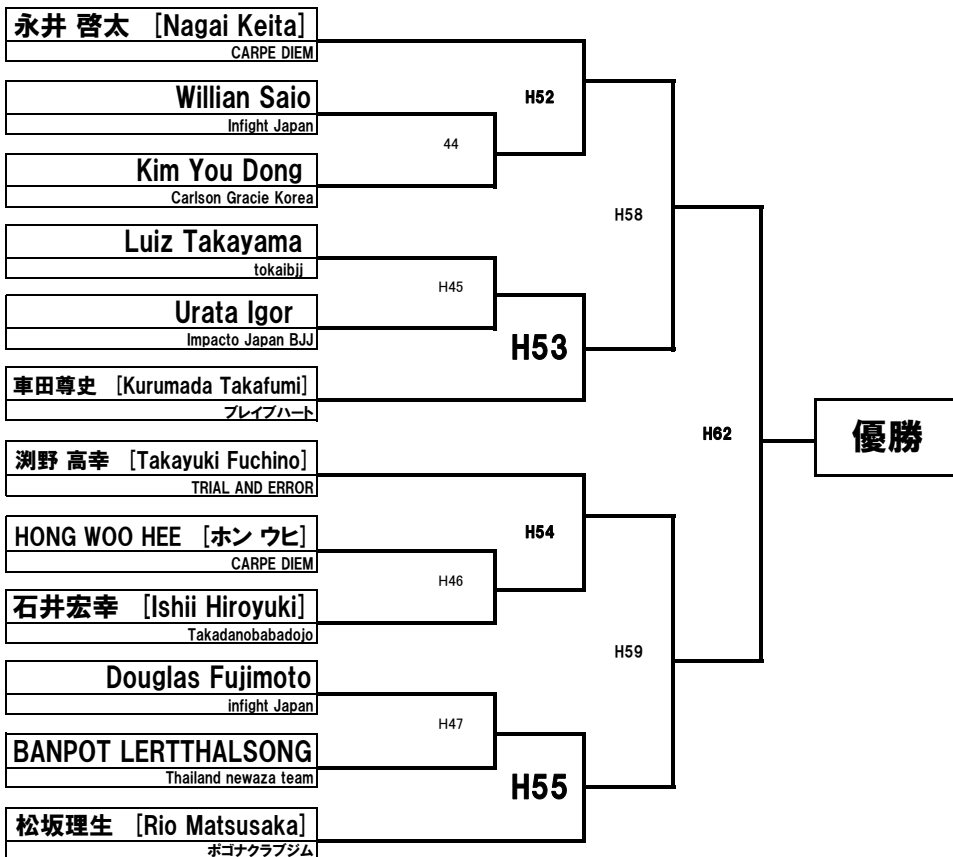 永井 啓太 [Nagai Keita]
CARPE DIEM
Willian Saio
Infight Japan
Kim You Dong
Carlson Gracie Korea
Luiz Takayama
tokaibjj
Urata Igor
Impacto Japan BJJ
車田尊史 [Kurumada Takafumi]
ブレイブハート
渕野 高幸 [Takayuki Fuchino]
TRIAL AND ERROR
HONG WOO HEE [ホン ウヒ]
CARPE DIEM
石井宏幸 [Ishii Hiroyuki]
Takadanobabadojo
Douglas Fujimoto
infight Japan
BANPOT LERTTHALSONG
Thailand newaza team
松坂理生 [Rio Matsusaka]
ポゴナクラブジム
44
H45
H46
H47
H52
H53
H54
H55
H58
H59
H62
優勝